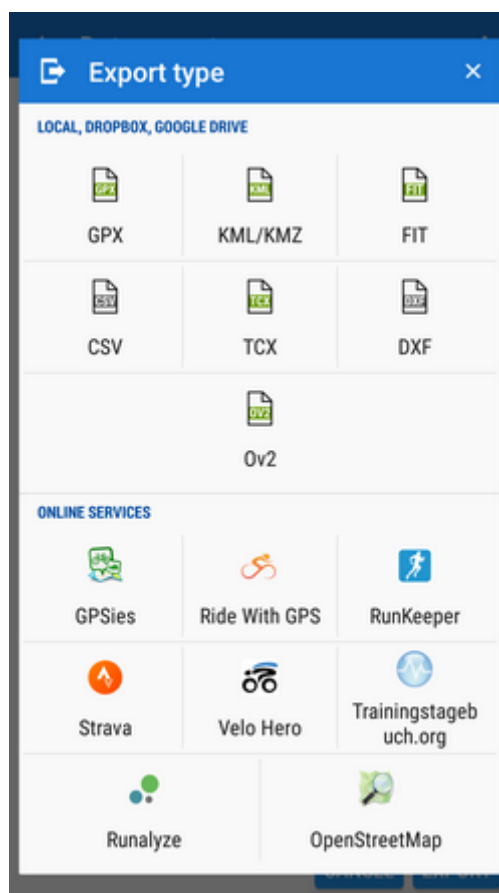 Export type
LOCAL, DROPBOX, GOOGLE DRIVE
GPX KML FIT
GPX KML/KMZ FIT
CSV TCX DXF
CSV TCX DXF
OV2
Ov2
ONLINE SERVICES
GPSies Ride With GPS RunKeeper
Strava Velo Hero Trainingstageb
uch.org
Runalyze OpenStreetMap